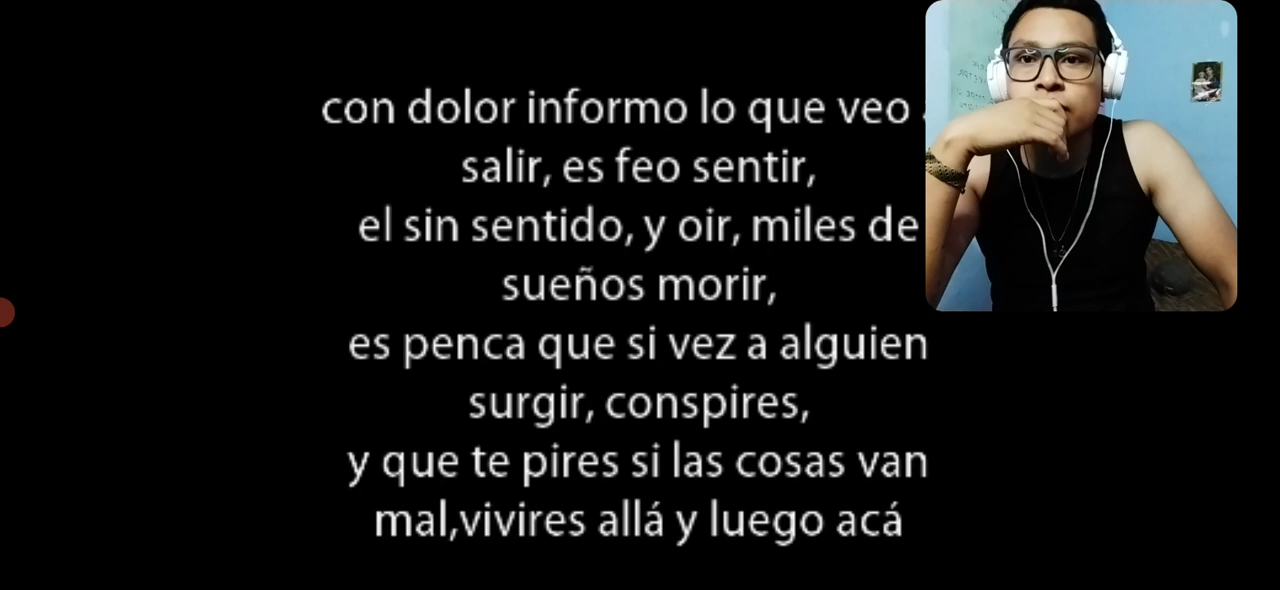 con dolor informo lo que veo
salir, es feo sentir,
el sin sentido, y oir, miles de
sueños morir,
es penca que si vez a alguien
surgir, conspires,
y que te pires si las cosas van
mal,vivires allá y luego acá